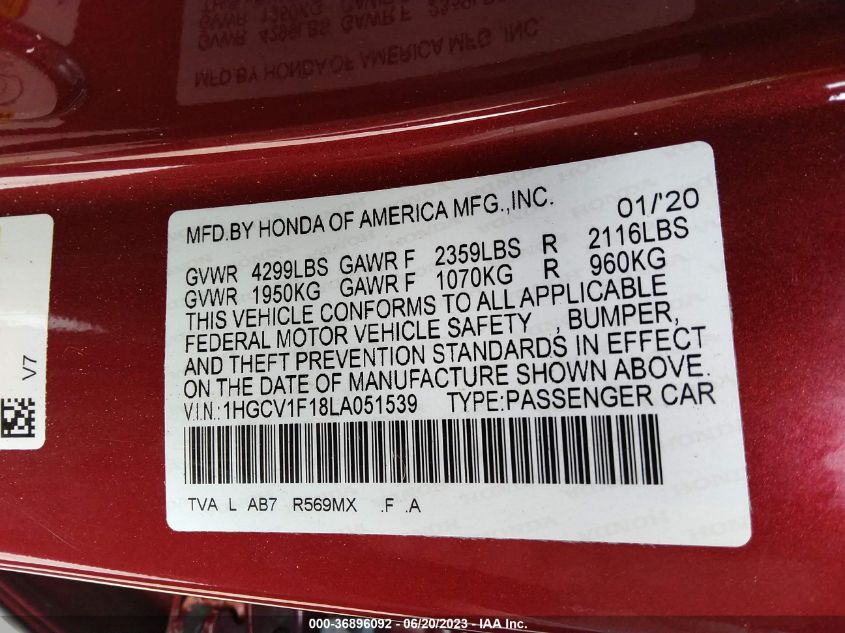 MFD.BY HONDA OF AMERICA MFG.,INC. 01/'20
GVWR 4299LBS GAWR F 2359LBS R 2116LBS
GVWR 1950KG GAWR F 1070KG R 960KG
THIS VEHICLE CONFORMS TO ALL APPLICABLE
FEDERAL MOTOR VEHICLE SAFETY , BUMPER,
AND THEFT PREVENTION STANDARDS IN EFFECT
ON THE DATE OF MANUFACTURE SHOWN ABOVE.
V.I.N.:1HGCV1F18LA051539 TYPE:PASSENGER CAR
TVA L AB7 R569MX .F .A
V7
000-36896092 - 06/20/2023 - IAA Inc.